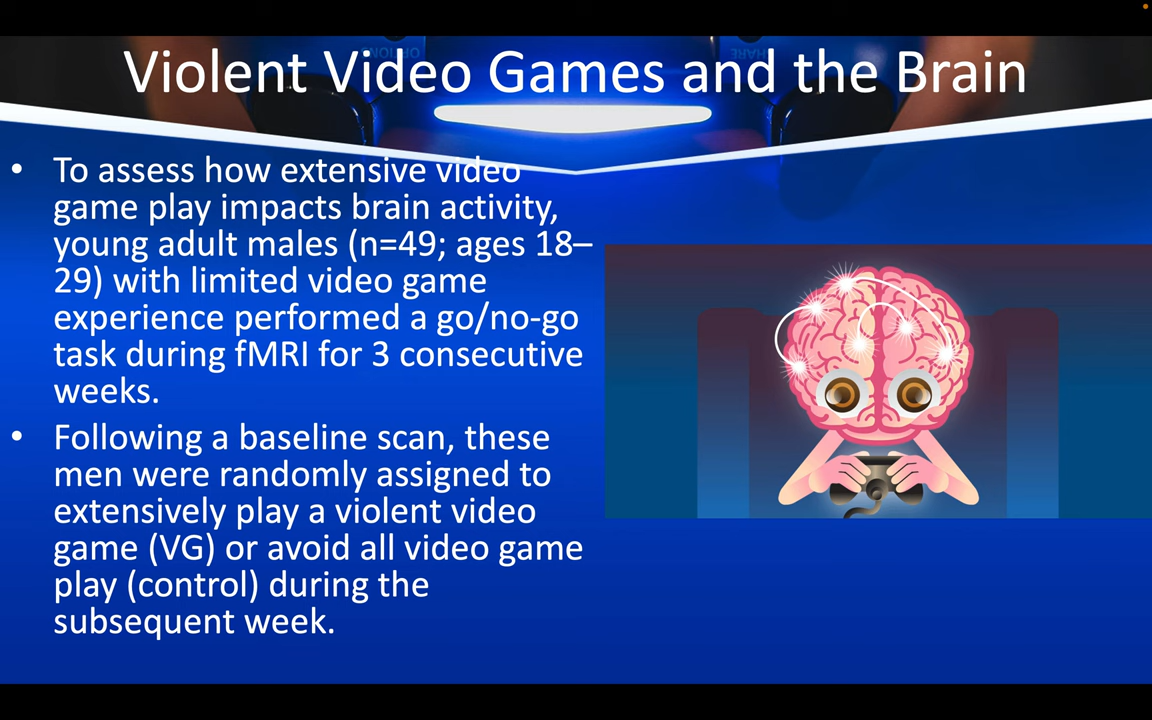 OPTIONS
SHARE
Violent Video Games and the Brain
• To assess how extensive video
game play impacts brain activity,
young adult males (n=49; ages 18–
29) with limited video game
experience performed a go/no-go
task during fMRI for 3 consecutive
weeks.
• Following a baseline scan, these
men were randomly assigned to
extensively play a violent video
game (VG) or avoid all video game
play (control) during the
subsequent week.